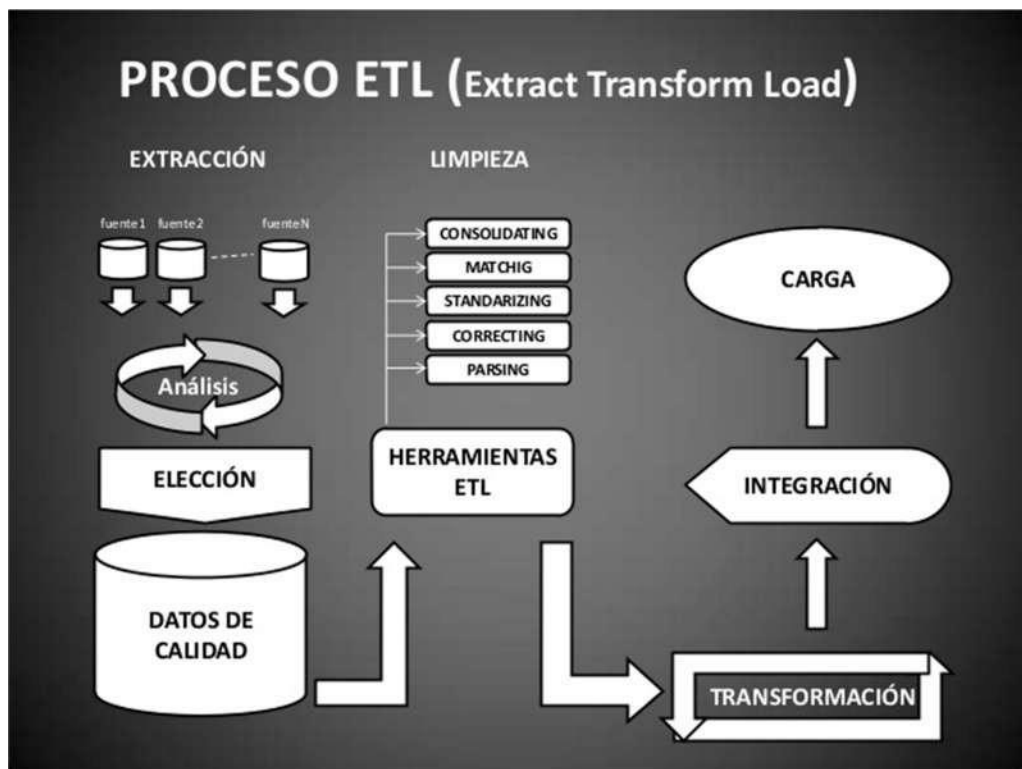 PROCESO ETL (Extract Transform Load)
EXTRACCIÓN
fuente1 fuente2 fuenteN
Análisis
ELECCIÓN
DATOS DE
CALIDAD
LIMPIEZA
CONSOLIDATING
MATCHIG
STANDARIZING
CORRECTING
PARSING
HERRAMIENTAS
ETL
TRANSFORMACIÓN
INTEGRACIÓN
CARGA